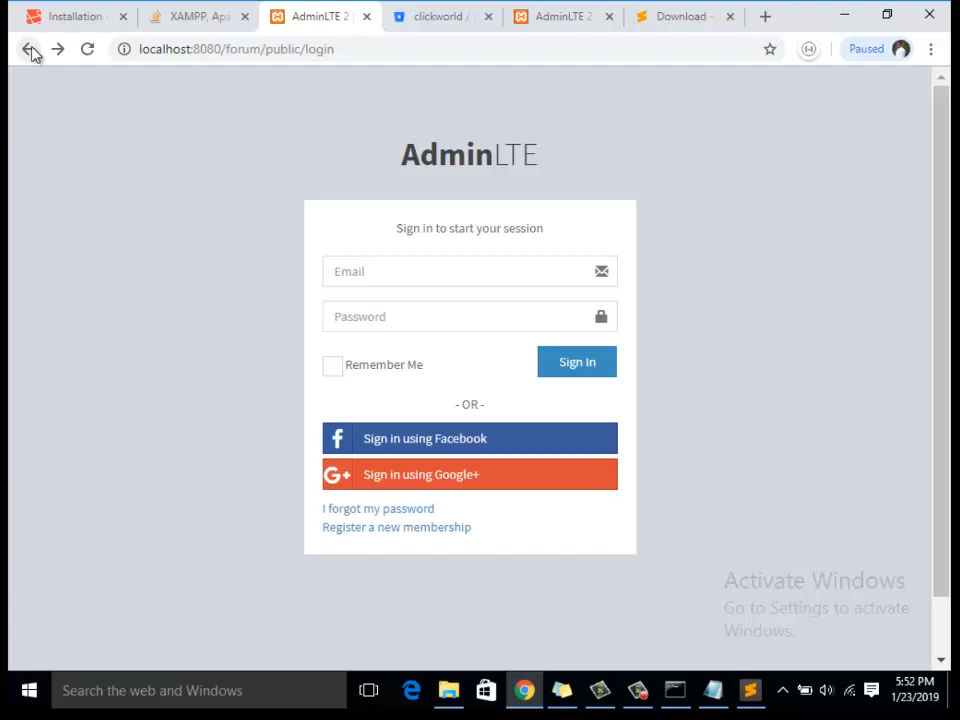 Installation
XAMPP, Apa
AdminLTE 2
clickworld /
AdminLTE 2
Download -
Paused
localhost:8080/forum/public/login
AdminLTE
Sign in to start your session
Email
Password
Remember Me
Sign In
- OR -
Sign in using Facebook
G+
Sign in using Google+
I forgot my password
Register a new membership
Activate Windows
Go to Settings to activate
Windows.
Search the web and Windows
5:52 PM
1/23/2019